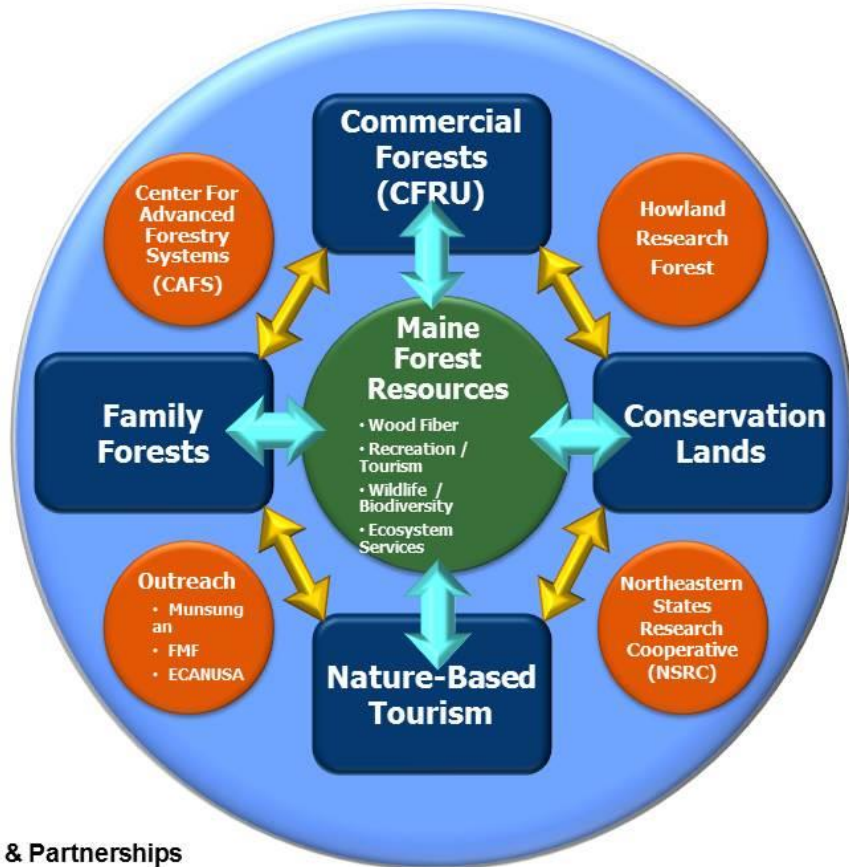 Commercial
Forests
(CFRU)
Center For
Advanced
Forestry
Systems
(CAFS)
Howland
Research
Forest
Maine
Forest
Resources
• Wood Fiber
• Recreation /
Tourism
• Wildlife /
Biodiversity
• Ecosystem
Services
Family
Forests
Conservation
Lands
Outreach
• Munsung
an
• FMF
• ECANUSA
Northeastern
States
Research
Cooperative
(NSRC)
Nature-Based
Tourism
& Partnerships